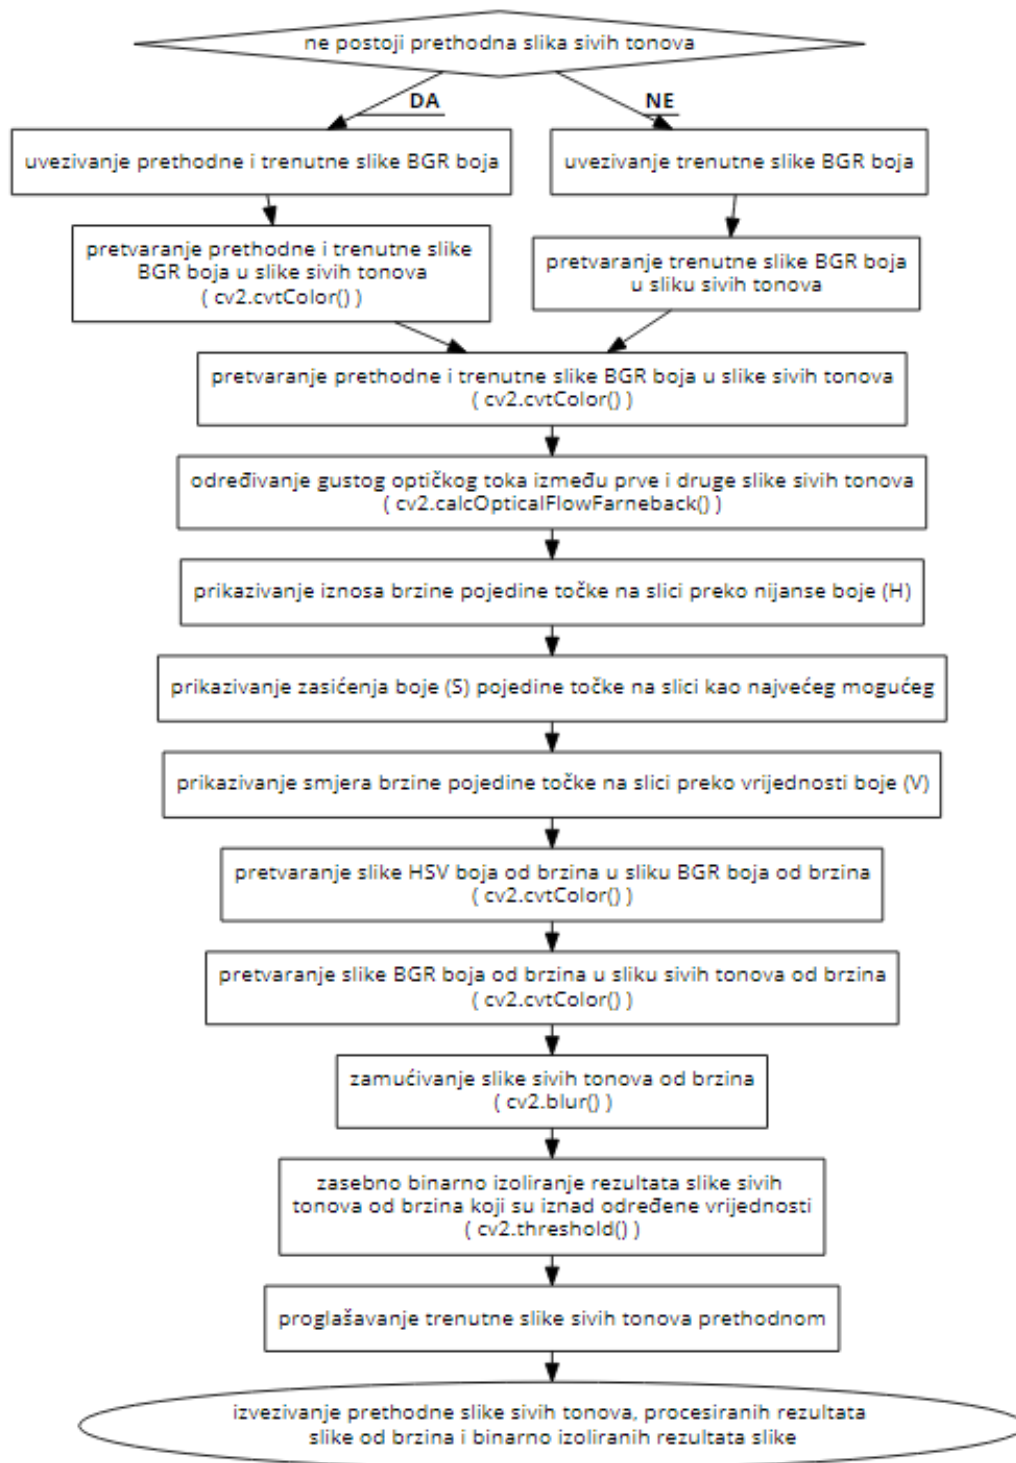 ne postoji prethodna slika sivih tonova
DA
NE
uvezivanje prethodne i trenutne slike BGR boja
uvezivanje trenutne slike BGR boja
pretvaranje prethodne i trenutne slike
BGR boja u slike sivih tonova
( cv2.cvtColor() )
pretvaranje trenutne slike BGR boja
u sliku sivih tonova
pretvaranje prethodne i trenutne slike BGR boja u slike sivih tonova
( cv2.cvtColor() )
određivanje gustog optičkog toka između prve i druge slike sivih tonova
( cv2.calcOpticalFlowFarneback() )
prikazivanje iznosa brzine pojedine točke na slici preko nijanse boje (H)
prikazivanje zasićenja boje (S) pojedine točke na slici kao najvećeg mogućeg
prikazivanje smjera brzine pojedine točke na slici preko vrijednosti boje (V)
pretvaranje slike HSV boja od brzina u sliku BGR boja od brzina
( cv2.cvtColor() )
pretvaranje slike BGR boja od brzina u sliku sivih tonova od brzina
( cv2.cvtColor() )
zamućivanje slike sivih tonova od brzina
( cv2.blur() )
zasebno binarno izoliranje rezultata slike sivih
tonova od brzina koji su iznad određene vrijednosti
( cv2.threshold() )
proglašavanje trenutne slike sivih tonova prethodnom
izvezivanje prethodne slike sivih tonova, procesiranih rezultata
slike od brzina i binarno izoliranih rezultata slike